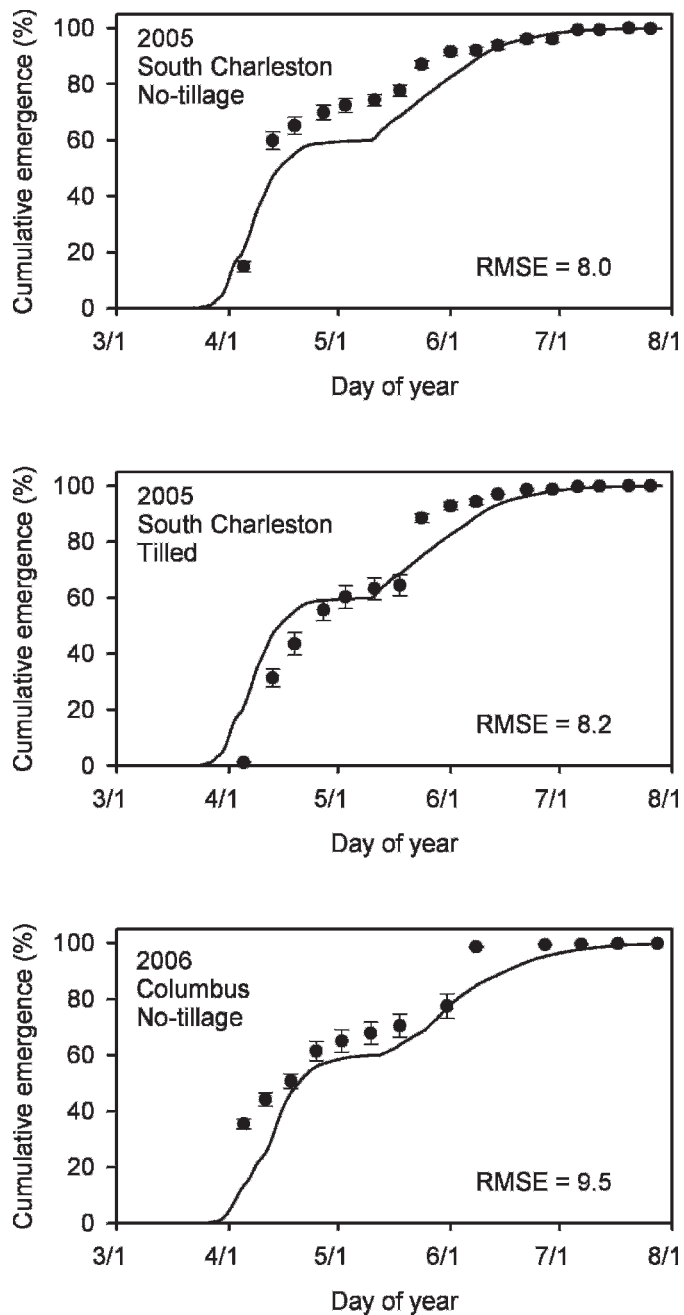 Cumulative emergence (%)
100
80
60
40
20
0
2005
South Charleston
No-tillage
RMSE = 8.0
3/1 4/1 5/1 6/1 7/1 8/1
Day of year
Cumulative emergence (%)
100
80
60
40
20
0
2005
South Charleston
Tilled
RMSE = 8.2
3/1 4/1 5/1 6/1 7/1 8/1
Day of year
Cumulative emergence (%)
100
80
60
40
20
0
2006
Columbus
No-tillage
RMSE = 9.5
3/1 4/1 5/1 6/1 7/1 8/1
Day of year